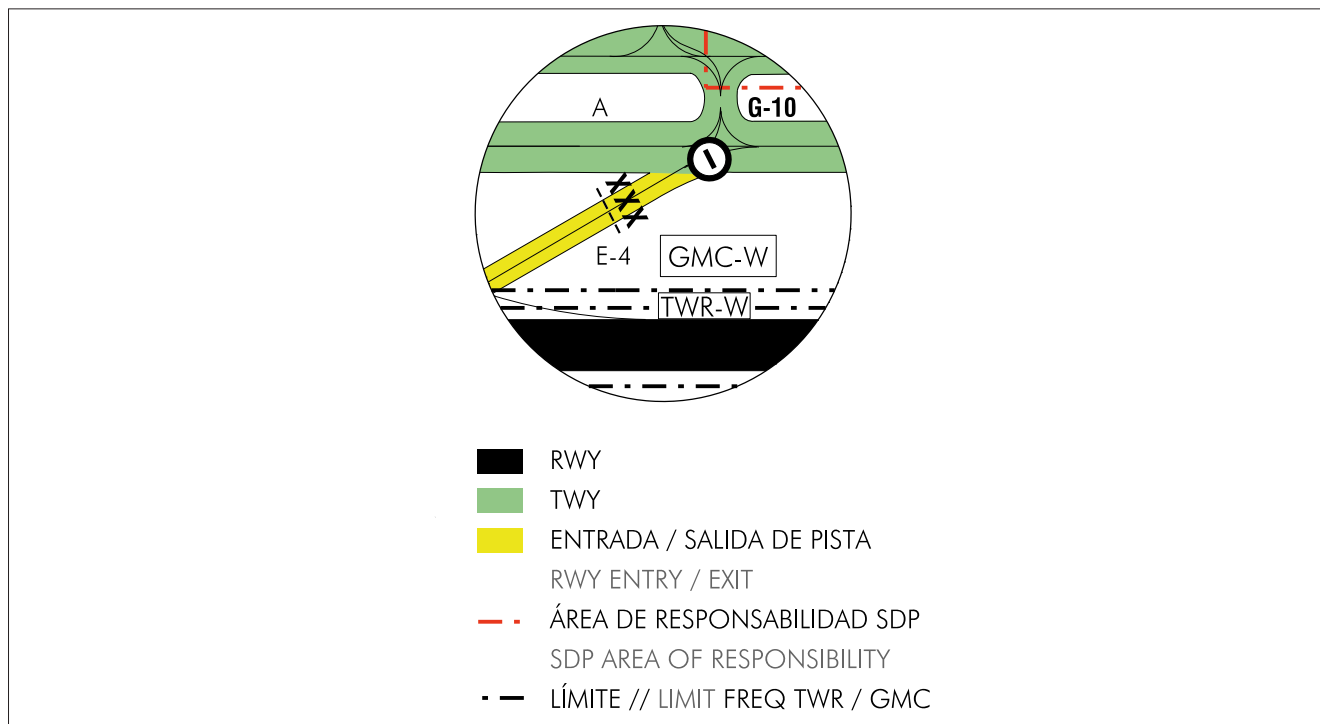 A
G-10
E-4
GMC-W
TWR-W
RWY
TWY
ENTRADA / SALIDA DE PISTA
RWY ENTRY / EXIT
ÁREA DE RESPONSABILIDAD SDP
SDP AREA OF RESPONSIBILITY
LÍMITE // LIMIT FREQ TWR / GMC